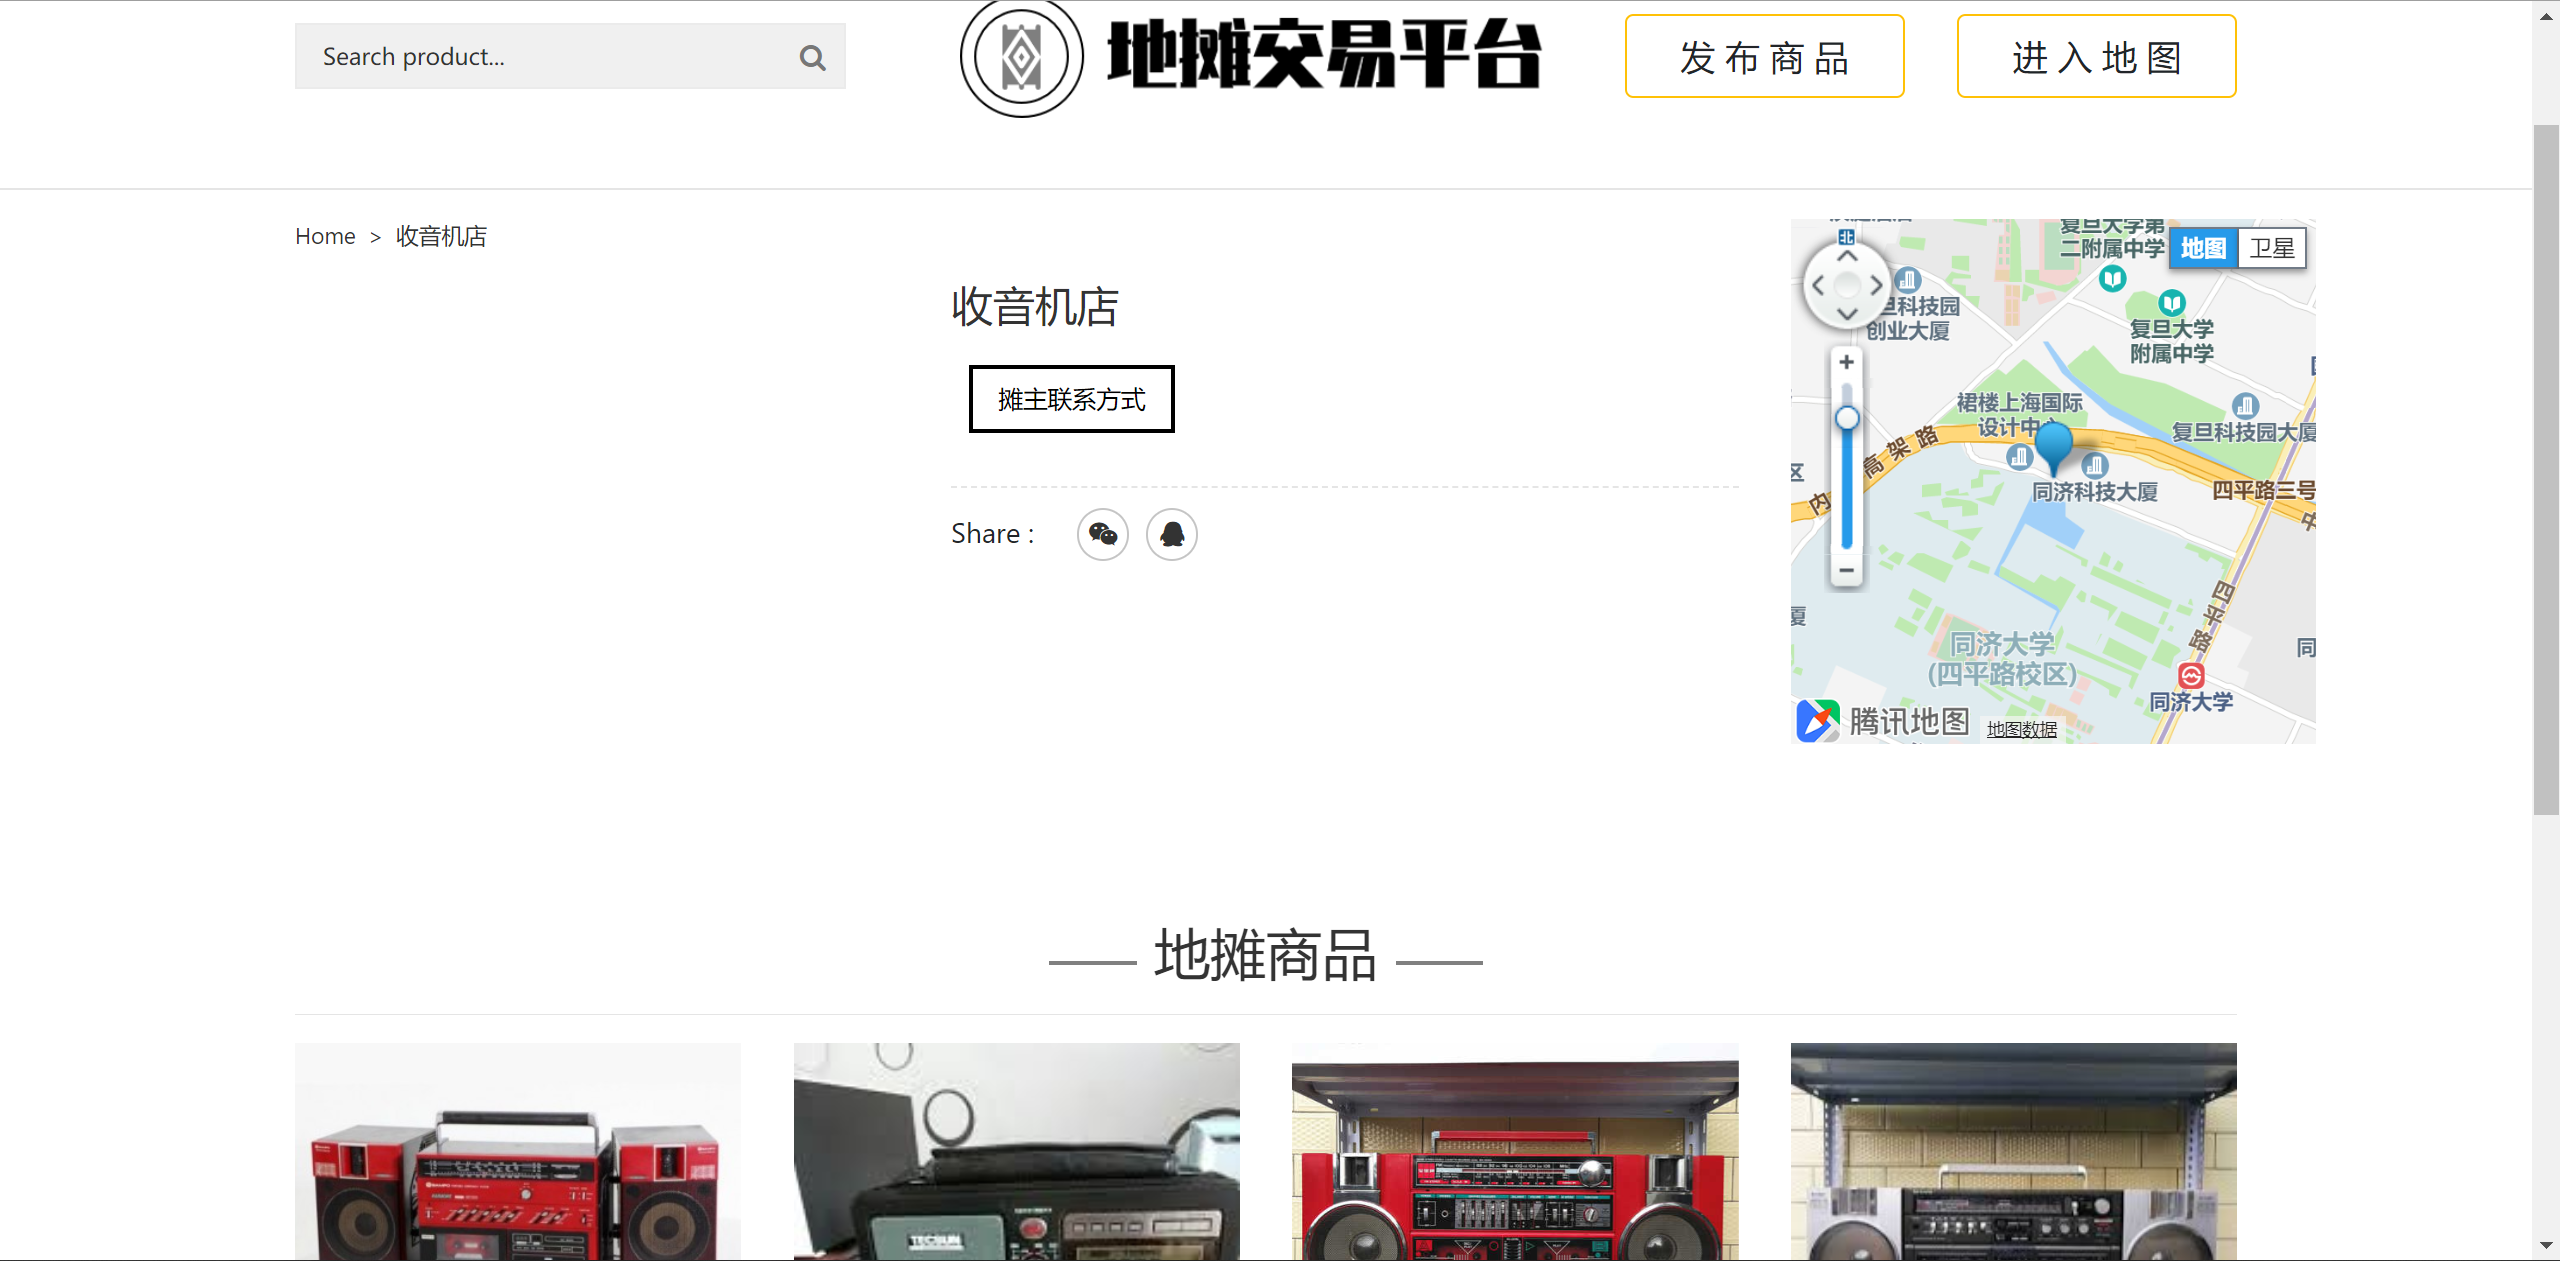 Search product...
地摊交易平台
发布商品
进入地图
Home > 收音机店
收音机店
摊主联系方式
Share :
地图 卫星
北
复旦大学第
二附属中学
旦科技园
创业大厦
复旦大学
附属中学
裙楼上海国际
设计中心
复旦科技园大厦
内
高架路
同济科技大厦
四平路三号
区
厦
四平路
同济大学
(四平路校区)
同
同济大学
腾讯地图
地图数据
地摊商品
TECSUN